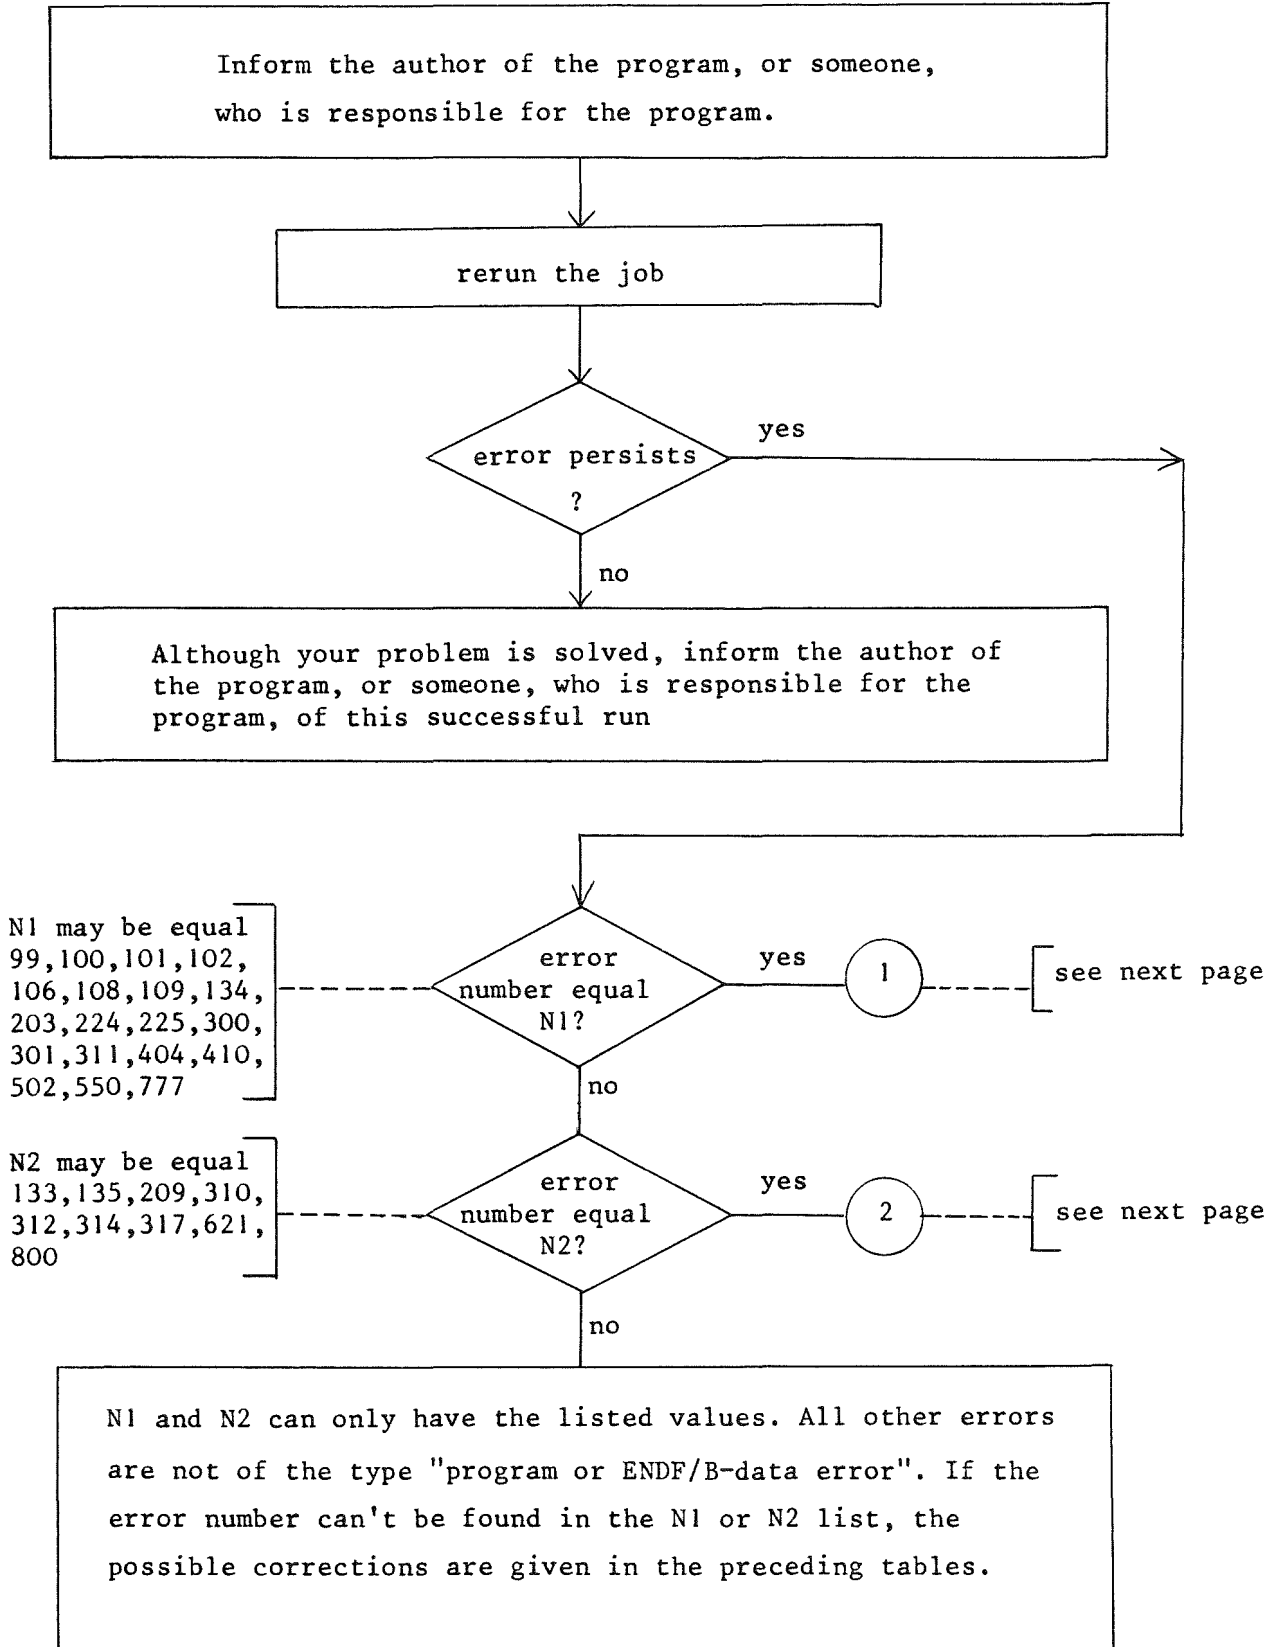 Inform the author of the program, or someone,
who is responsible for the program.
rerun the job
error persists
?
yes
no
Although your problem is solved, inform the author of
the program, or someone, who is responsible for the
program, of this successful run
N1 may be equal
99,100,101,102,
106,108,109,134,
203,224,225,300,
301,311,404,410,
502,550,777
error
number equal
N1?
yes
1
see next page
no
N2 may be equal
133,135,209,310,
312,314,317,621,
800
error
number equal
N2?
yes
2
see next page
no
N1 and N2 can only have the listed values. All other errors
are not of the type "program or ENDF/B-data error". If the
error number can't be found in the N1 or N2 list, the
possible corrections are given in the preceding tables.